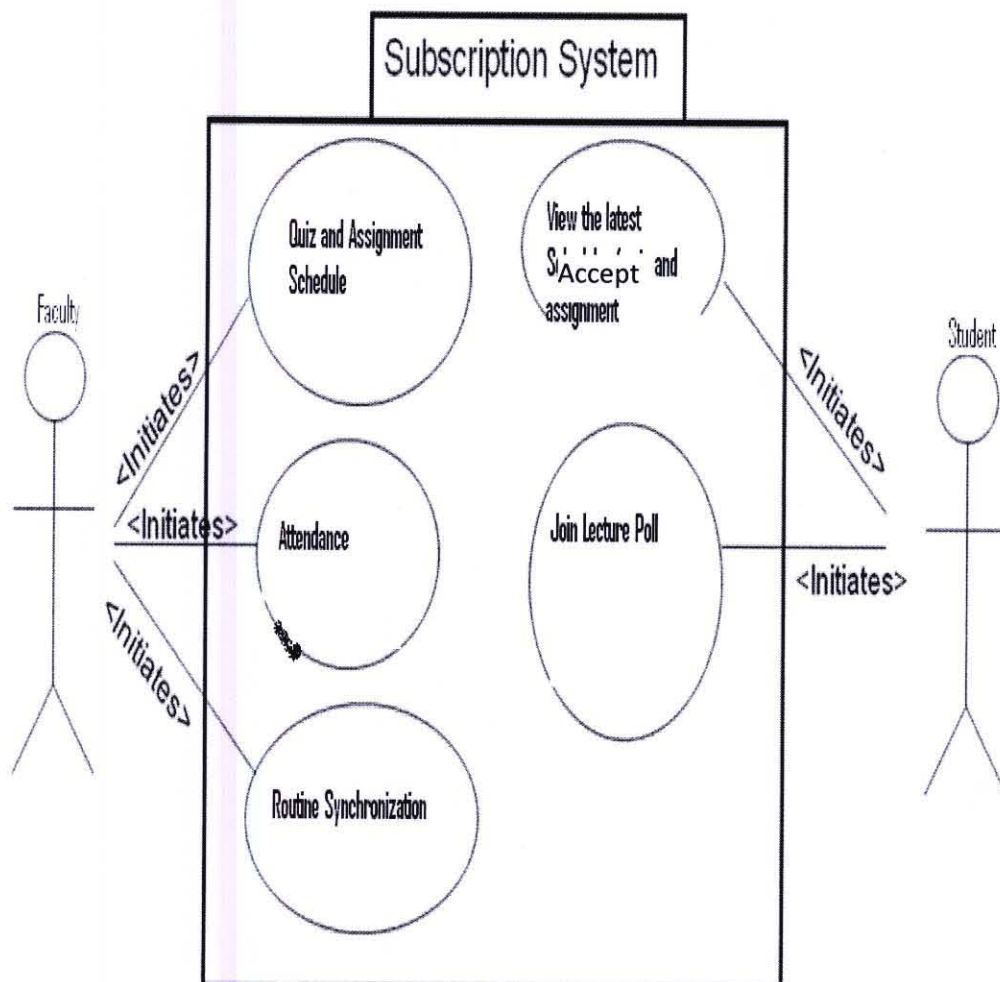 Subscription System
Quiz and Assignment
Schedule
View the latest
Accept and
assignment
Faculty
Student
<Initiates>
<Initiates>
<Initiates>
Attendance
Join Lecture Poll
<Initiates>
<Initiates>
Routine Synchronization